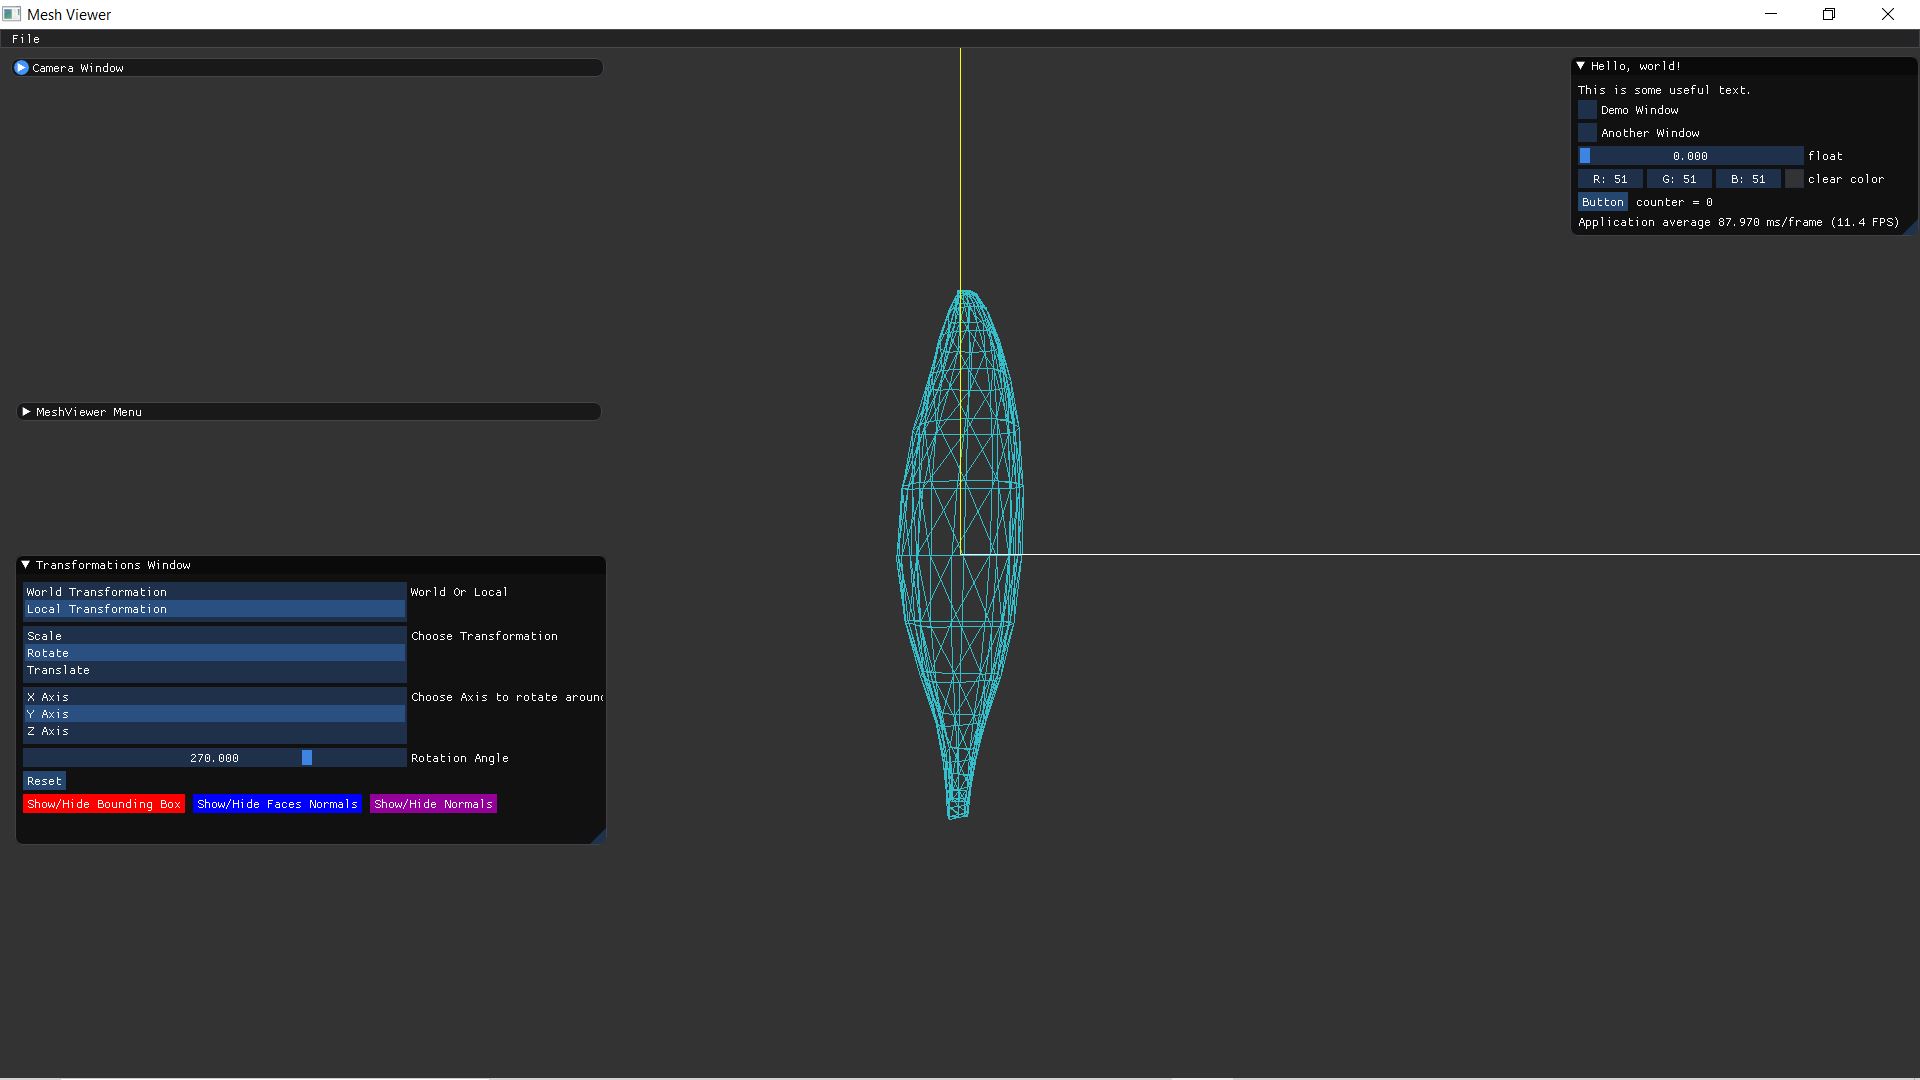 Mesh Viewer
File
Camera Window
Hello, world!
This is some useful text.
Demo Window
Another Window
0.000 float
R: 51 G: 51 B: 51 clear color
Button counter = 0
Application average 87.970 ms/frame (11.4 FPS)
MeshViewer Menu
Transformations Window
World Transformation World Or Local
Local Transformation
Scale Choose Transformation
Rotate
Translate
X Axis Choose Axis to rotate aroun
Y Axis
Z Axis
270.000 Rotation Angle
Reset
Show/Hide Bounding Box Show/Hide Faces Normals Show/Hide Normals